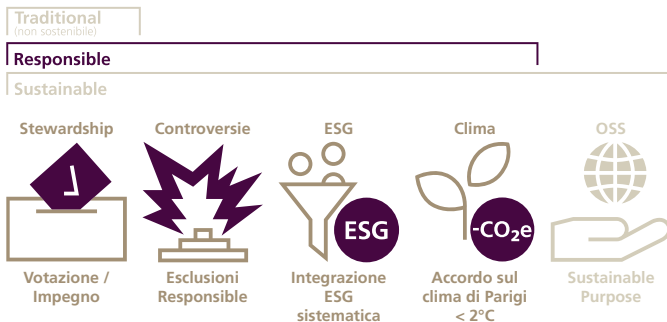 Traditional
(non sostenibile)
Responsible
Sustainable
Stewardship
Controversie
ESG
Clima
OSS
ESG
-CO₂e
Votazione /
Impegno
Esclusioni
Responsible
Integrazione
ESG
sistematica
Accordo sul
clima di Parigi
< 2°C
Sustainable
Purpose